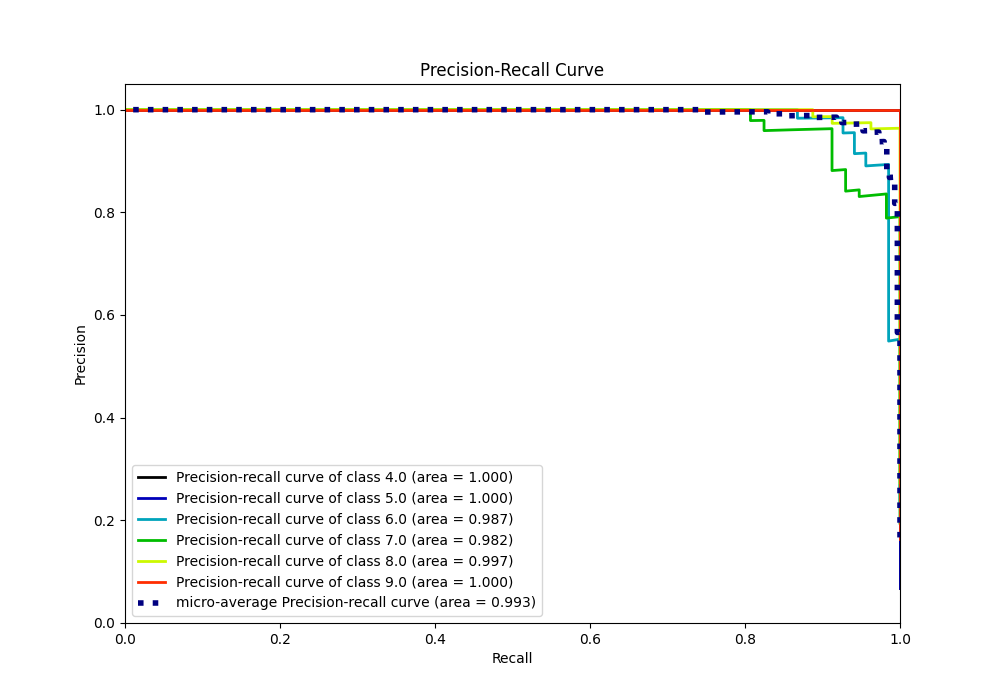 Precision-Recall Curve
1.0
0.8
0.6
0.4
0.2
0.0
Precision
Precision-recall curve of class 4.0 (area = 1.000)
Precision-recall curve of class 5.0 (area = 1.000)
Precision-recall curve of class 6.0 (area = 0.987)
Precision-recall curve of class 7.0 (area = 0.982)
Precision-recall curve of class 8.0 (area = 0.997)
Precision-recall curve of class 9.0 (area = 1.000)
micro-average Precision-recall curve (area = 0.993)
0.0 0.2 0.4 0.6 0.8 1.0
Recall